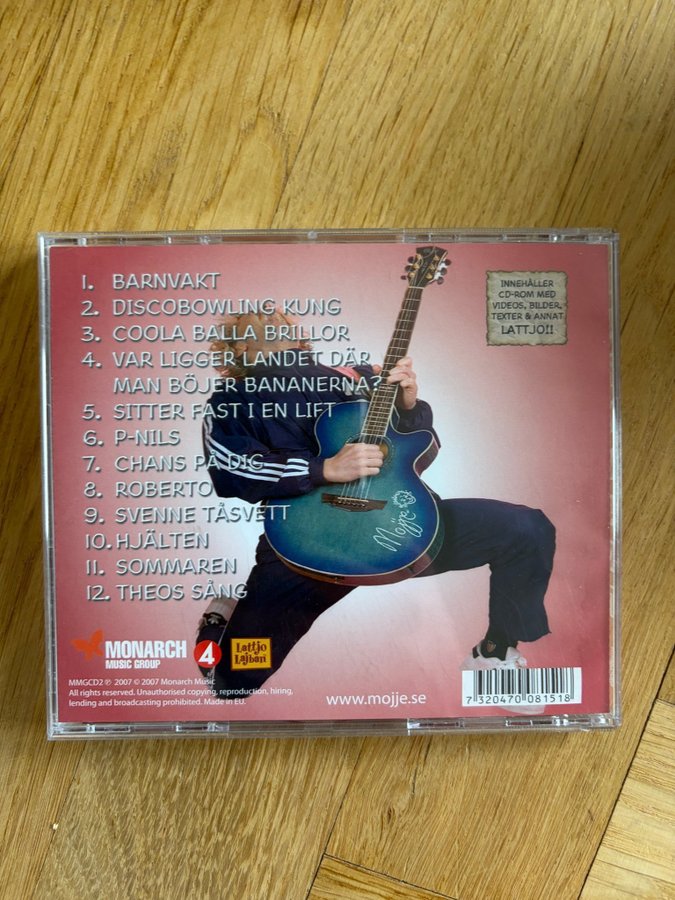 1. BARNVAKT
2. DISCOBOWLING KUNG
3. COOLA BALLA BRILLOR
4. VAR LIGGER LANDET DÄR
MAN BÖJER BANANERNA?
5. SITTER FAST I EN LIFT
6. P-NILS
7. CHANS PÅ DIG
8. ROBERTO
9. SVENNE TÅSVETT
10. HJÄLTEN
11. SOMMAREN
12. THEOS SÅNG
INNEHÅLLER
CD-ROM MED
VIDEOS, BILDER,
TEXTER & ANNAT
LATTJO!!
Mojje
MONARCH
MUSIC GROUP
4
Lattjo
Lajban
MMGCD2 ℗ 2007 © 2007 Monarch Music
All rights reserved. Unauthorised copying, reproduction, hiring,
lending and broadcasting prohibited. Made in EU.
www.mojje.se
7 320470 081518